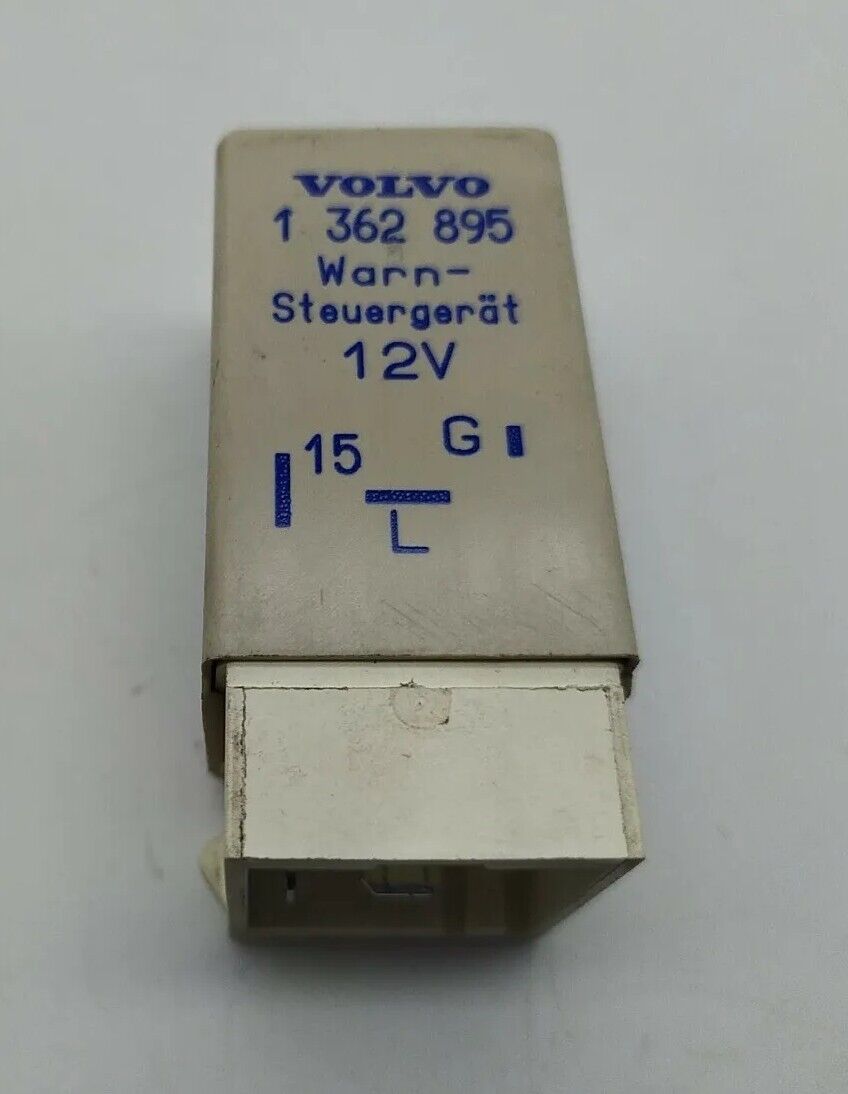 VOLVO
1 362 895
Warn-
Steuergerät
12V
15 G
L